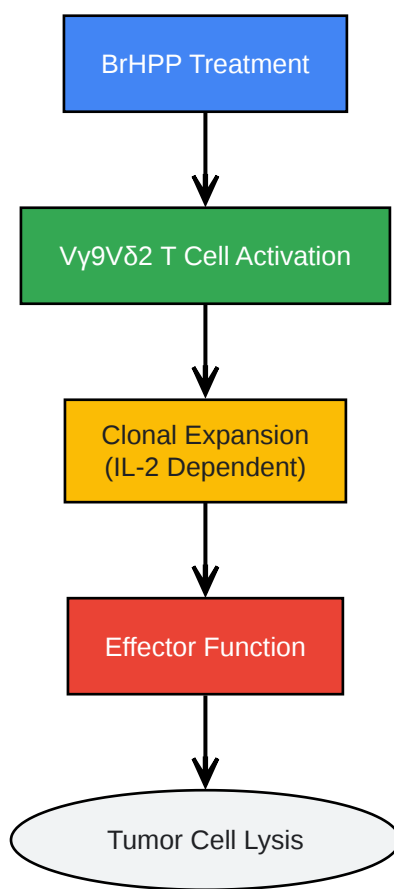 BrHPP Treatment
Vγ9Vδ2 T Cell Activation
Clonal Expansion
(IL-2 Dependent)
Effector Function
Tumor Cell Lysis